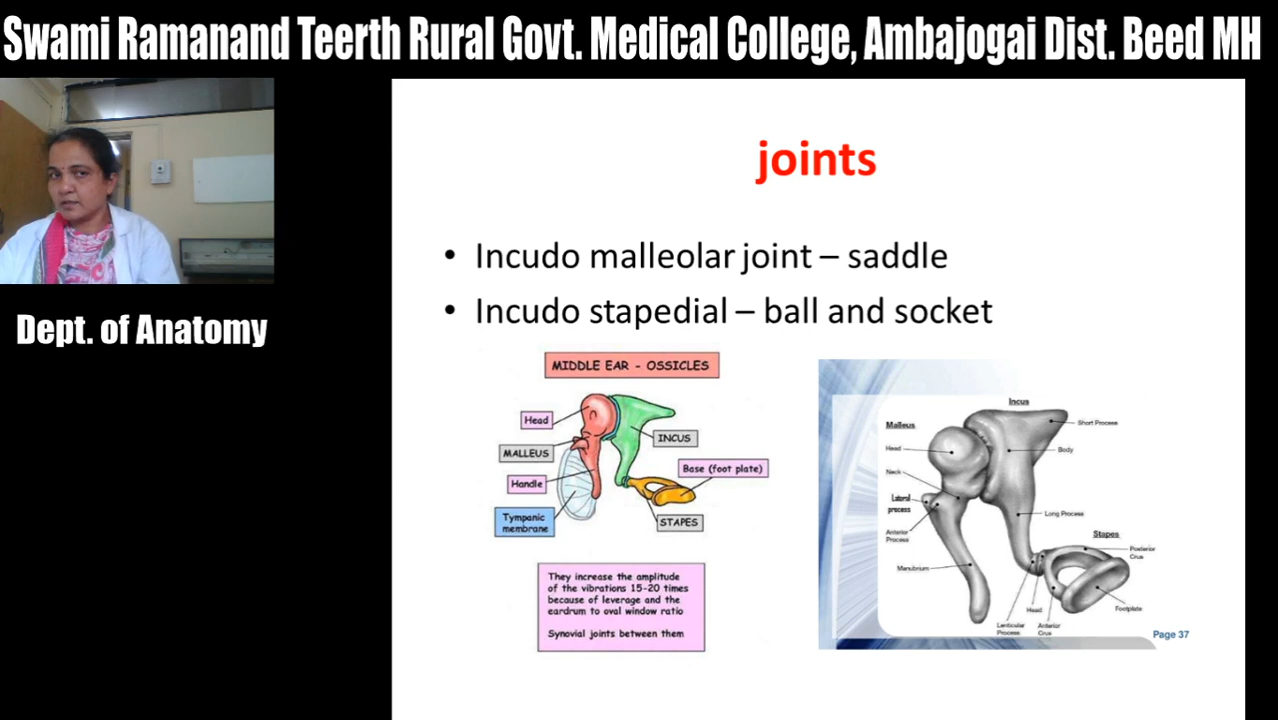 Swami Ramanand Teerth Rural Govt. Medical College, Ambajogai Dist. Beed MH
Dept. of Anatomy
joints
• Incudo malleolar joint – saddle
• Incudo stapedial – ball and socket
MIDDLE EAR - OSSICLES
Head
MALLEUS
Handle
Tympanic
membrane
INCUS
Base (foot plate)
STAPES
They increase the amplitude
of the vibrations 15-20 times
because of leverage and the
eardrum to oval window ratio
Synovial joints between them
Incus
Malleus
Short Process
Head
Body
Neck
Lateral
process
Anterior
Process
Long Process
Stapes
Posterior
Crus
Manubrium
Head
Footplate
Lenticular
Process
Anterior
Crus
Page 37